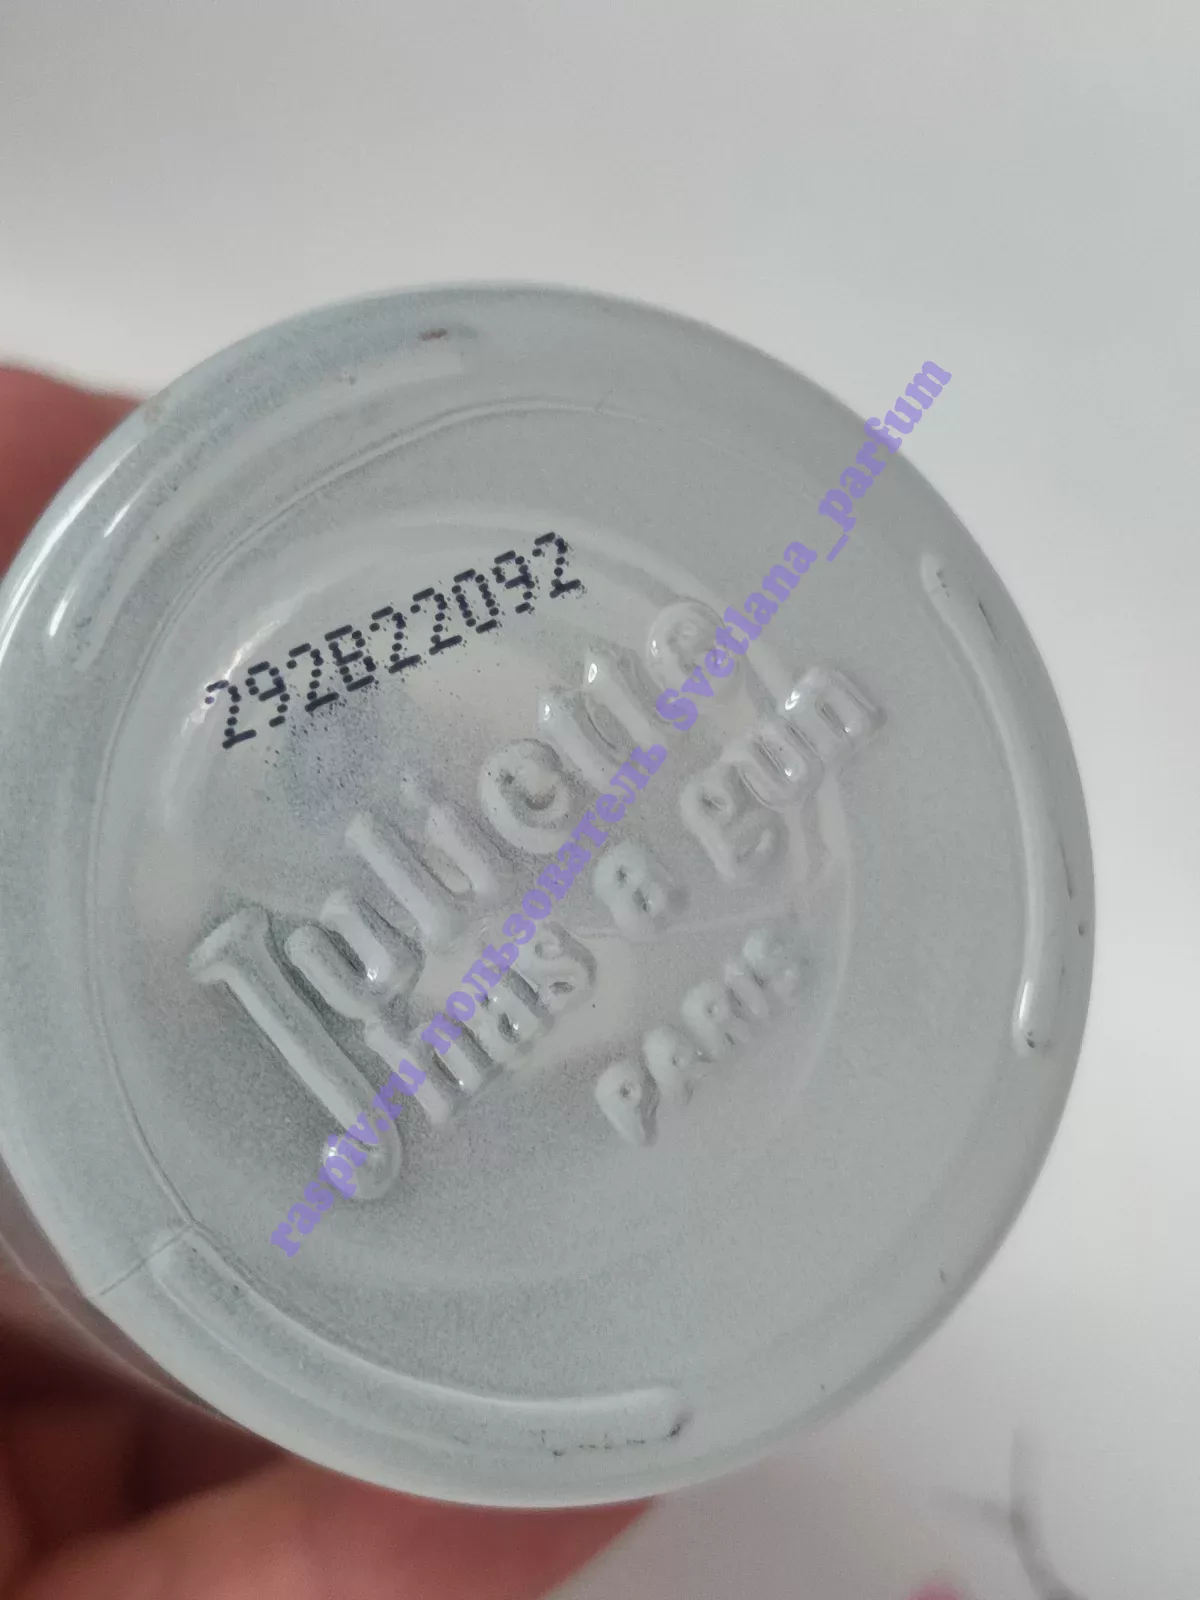 292B22092
Juliette
has a gun
PARIS
raspiv.ru пользователь Svetlana_parfum